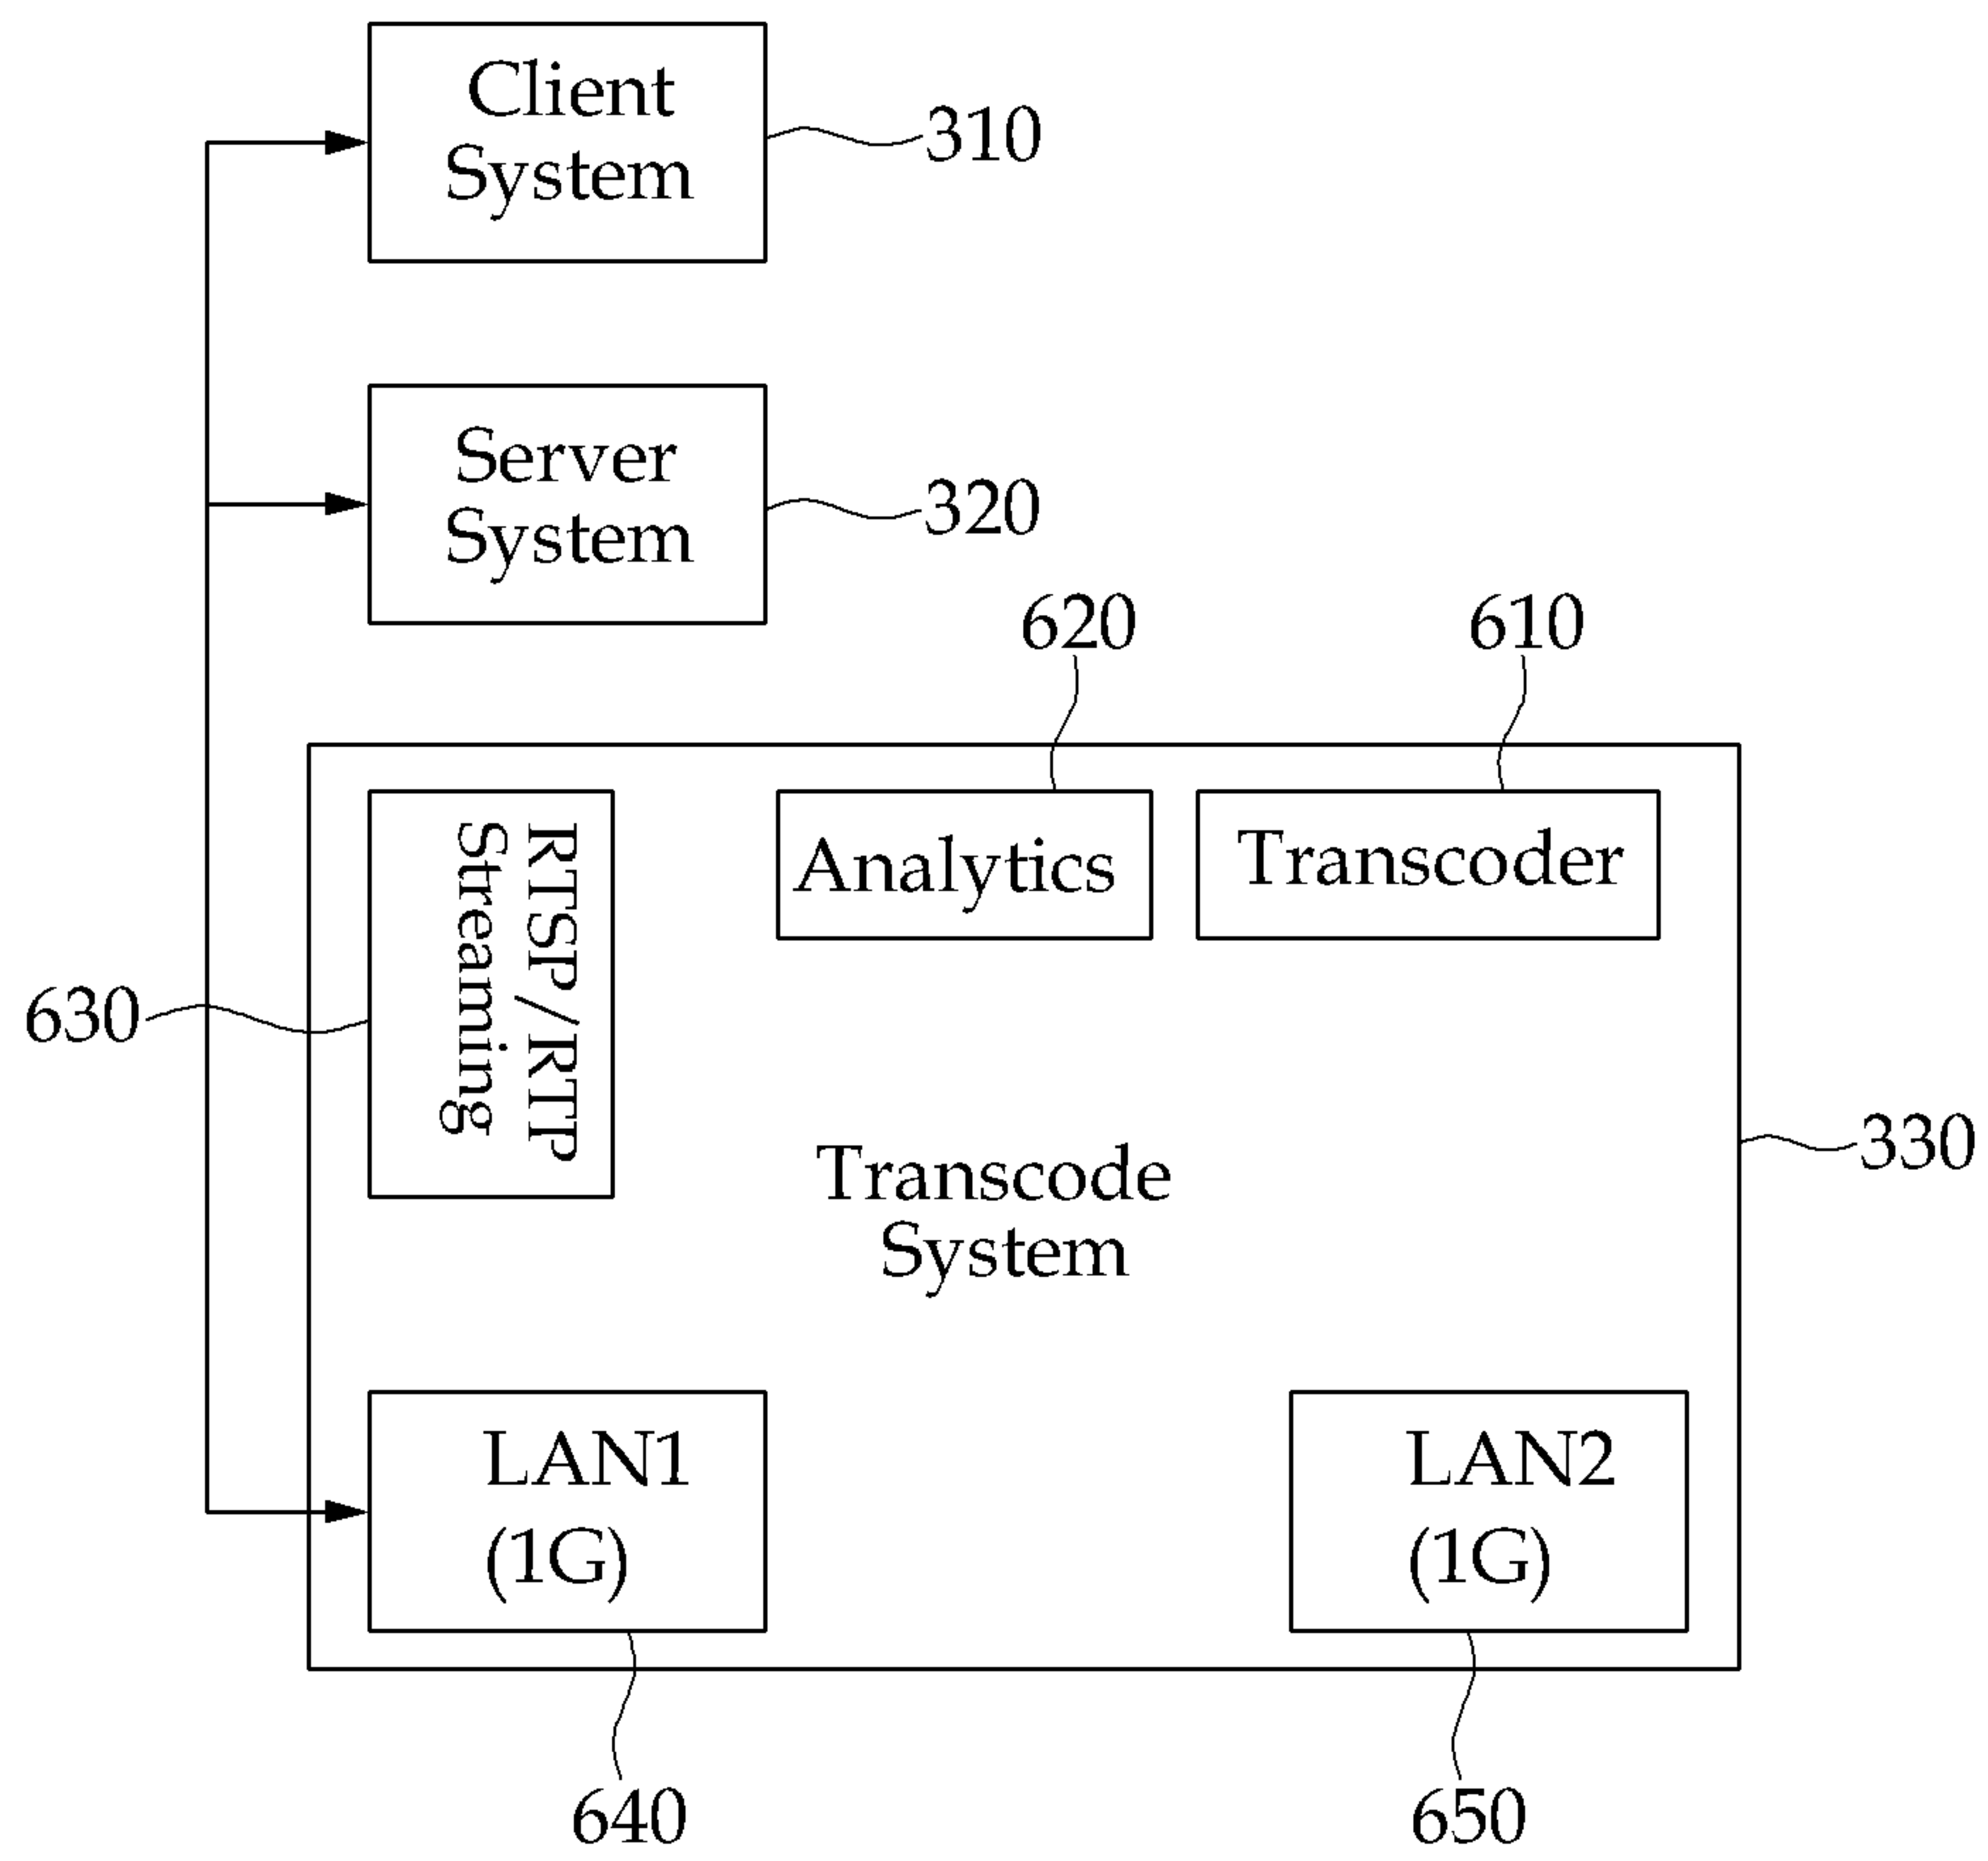 Client
System
310
Server
System
320
620
610
RTSP/RTP
Streaming
Analytics
Transcoder
630
Transcode
System
330
LAN1
(1G)
LAN2
(1G)
640
650